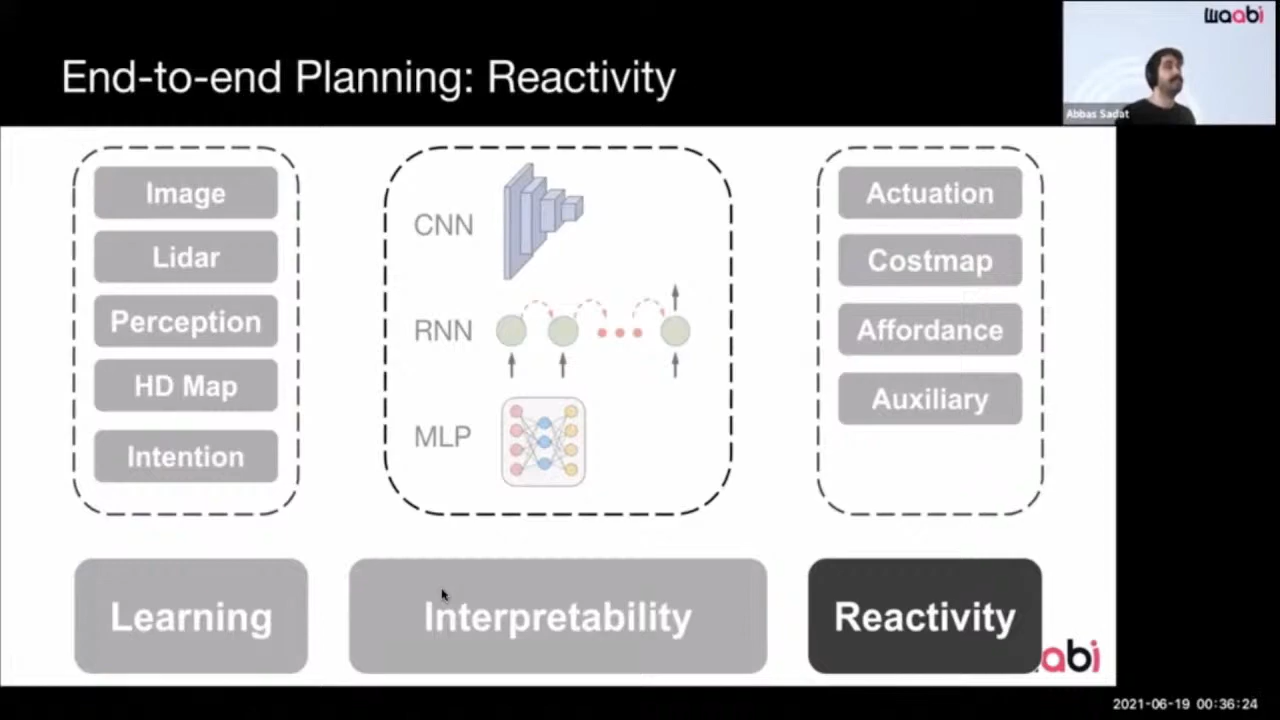 End-to-end Planning: Reactivity
waabi
Abbas Sadat
Image
Lidar
Perception
HD Map
Intention
CNN
RNN
MLP
Actuation
Costmap
Affordance
Auxiliary
Learning
Interpretability
Reactivity
abi
2021-06-19 00:36:24